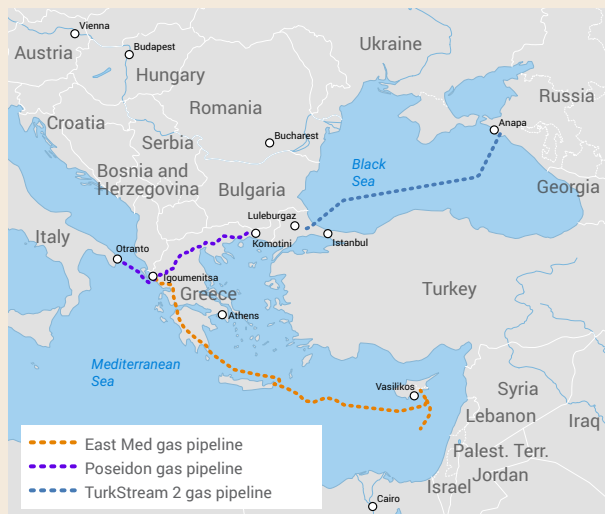 Vienna
Austria
Budapest
Hungary
Ukraine
Russia
Romania
Croatia
Anapa
Serbia
Bucharest
Black
Sea
Bosnia and
Herzegovina
Bulgaria
Georgia
Luleburgaz
Italy
Otranto
Komotini
Istanbul
Igoumenitsa
Greece
Turkey
Athens
Mediterranean
Sea
Vasilikos
Syria
Lebanon
Iraq
East Med gas pipeline
Poseidon gas pipeline
TurkStream 2 gas pipeline
Palest. Terr.
Jordan
Israel
Cairo